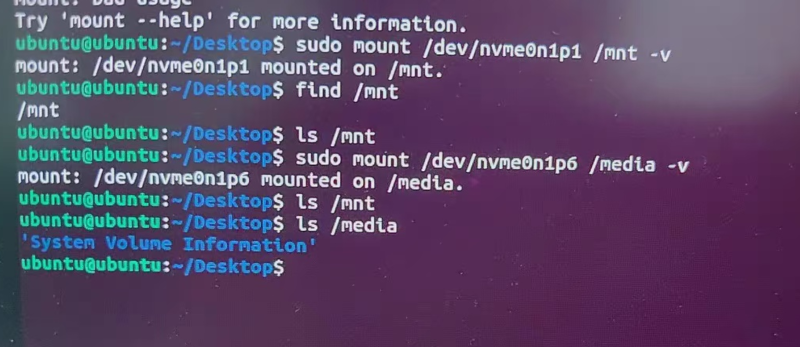 mount: bad usage
Try 'mount --help' for more information.
ubuntu@ubuntu:~/Desktop$ sudo mount /dev/nvme0n1p1 /mnt -v
mount: /dev/nvme0n1p1 mounted on /mnt.
ubuntu@ubuntu:~/Desktop$ find /mnt
/mnt
ubuntu@ubuntu:~/Desktop$ ls /mnt
ubuntu@ubuntu:~/Desktop$ sudo mount /dev/nvme0n1p6 /media -v
mount: /dev/nvme0n1p6 mounted on /media.
ubuntu@ubuntu:~/Desktop$ ls /mnt
ubuntu@ubuntu:~/Desktop$ ls /media
'System Volume Information'
ubuntu@ubuntu:~/Desktop$